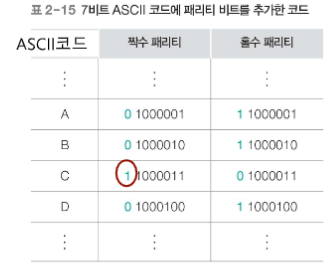 표 2-15 7비트 ASCII 코드에 패리티 비트를 추가한 코드
ASCII코드 짝수 패리티 홀수 패리티
⋮ ⋮ ⋮
A 0 1000001 1 1000001
B 0 1000010 1 1000010
C 1 1000011 0 1000011
D 0 1000100 1 1000100
⋮ ⋮ ⋮